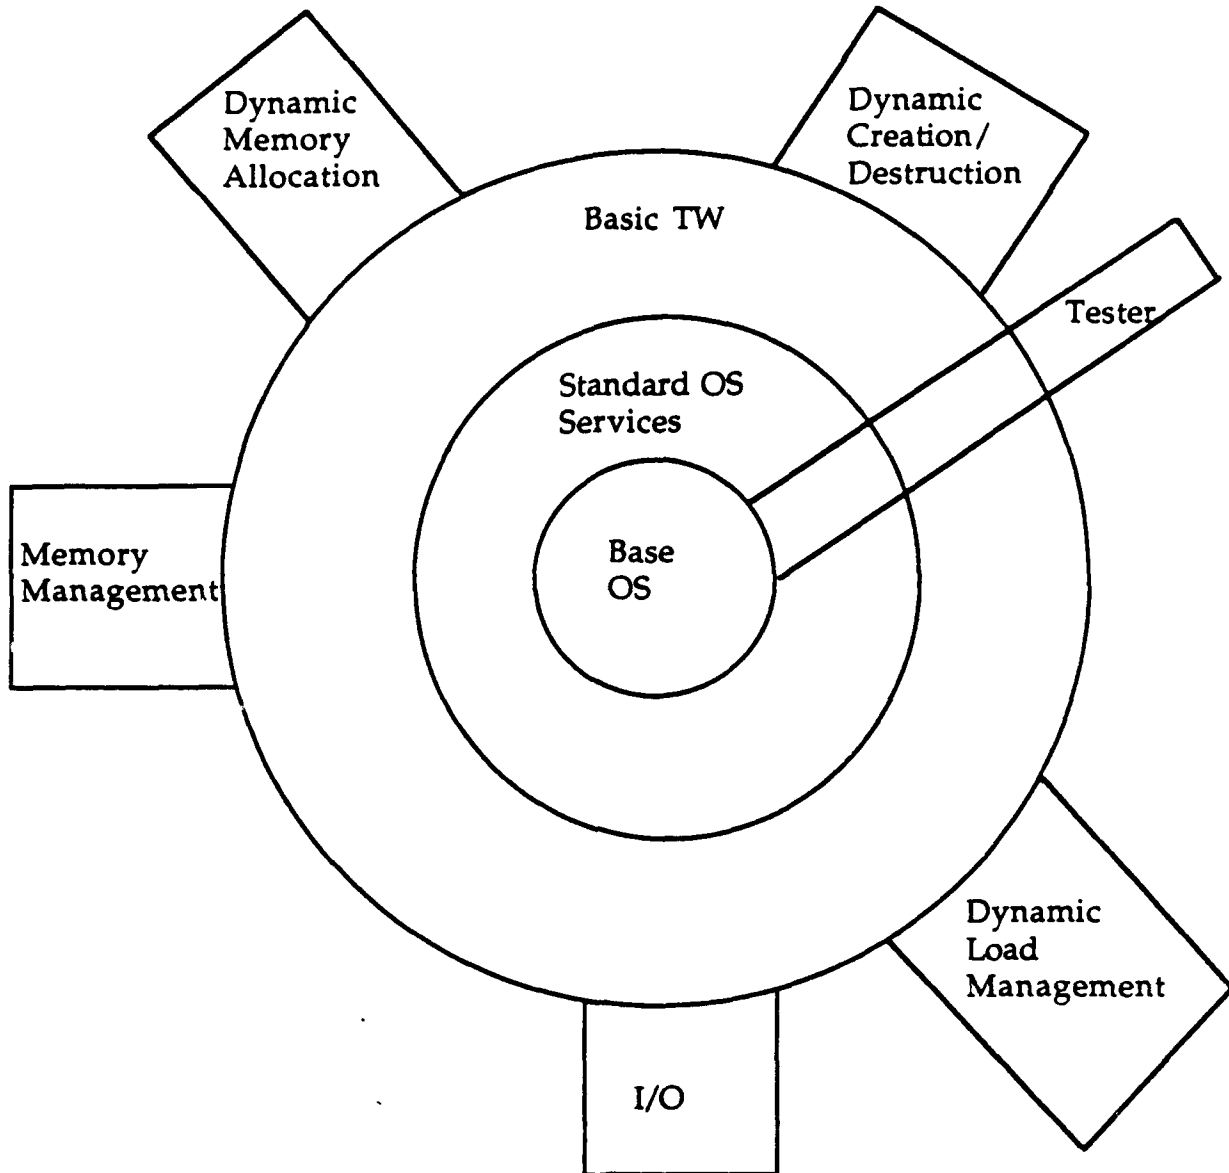 Dynamic
Memory
Allocation
Dynamic
Creation/
Destruction
Basic TW
Tester
Standard OS
Services
Base
OS
Memory
Management
Dynamic
Load
Management
I/O